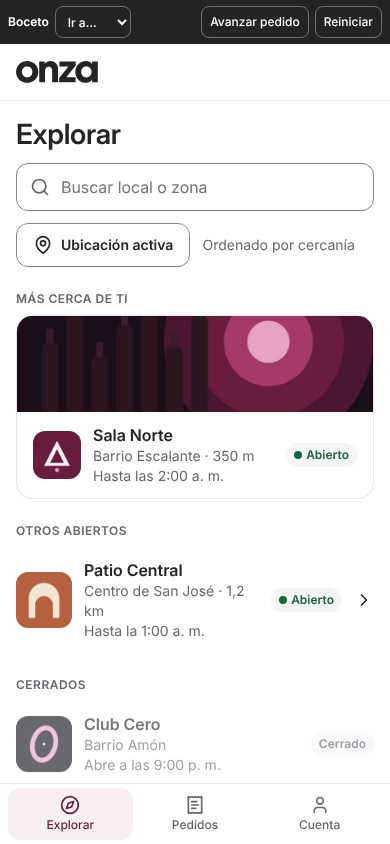 Boceto Ir a... Avanzar pedido Reiniciar
onza
Explorar
Buscar local o zona
Ubicación activa Ordenado por cercanía
MÁS CERCA DE TI
Sala Norte
Barrio Escalante · 350 m
Hasta las 2:00 a. m.
Abierto
OTROS ABIERTOS
Patio Central
Centro de San José · 1,2
km
Hasta la 1:00 a. m.
Abierto
CERRADOS
Club Cero
Barrio Amón
Abre a las 9:00 p. m.
Cerrado
Explorar Pedidos Cuenta